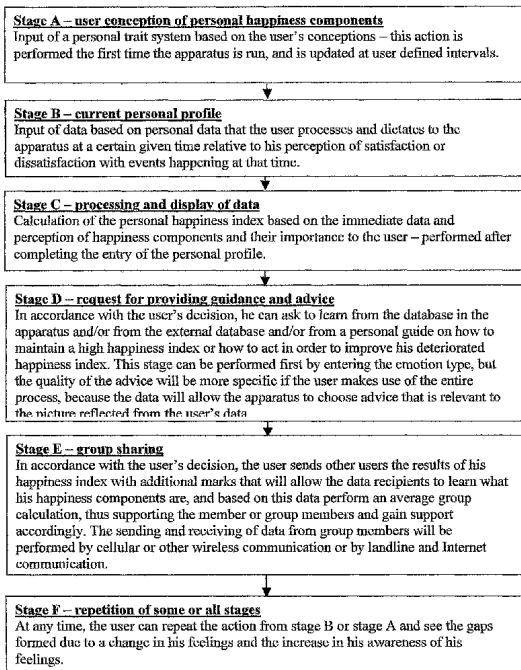 Stage A – user conception of personal happiness components
Input of a personal trait system based on the user's conceptions – this action is
performed the first time the apparatus is run, and is updated at user defined intervals.
Stage B – current personal profile
Input of data based on personal data that the user processes and dictates to the
apparatus at a certain given time relative to his perception of satisfaction or
dissatisfaction with events happening at that time.
Stage C – processing and display of data
Calculation of the personal happiness index based on the immediate data and
perception of happiness components and their importance to the user – performed after
completing the entry of the personal profile.
Stage D – request for providing guidance and advice
In accordance with the user's decision, he can ask to learn from the database in the
apparatus and/or from the external database and/or from a personal guide on how to
maintain a high happiness index or how to act in order to improve his deteriorated
happiness index. This stage can be performed first by entering the emotion type, but
the quality of the advice will be more specific if the user makes use of the entire
process, because the data will allow the apparatus to choose advice that is relevant to
the picture reflected from the user's data
Stage E – group sharing
In accordance with the user's decision, the user sends other users the results of his
happiness index with additional marks that will allow the data recipients to learn what
his happiness components are, and based on this data perform an average group
calculation, thus supporting the member or group members and gain support
accordingly. The sending and receiving of data from group members will be
performed by cellular or other wireless communication or by landline and Internet
communication.
Stage F – repetition of some or all stages
At any time, the user can repeat the action from stage B or stage A and see the gaps
formed due to a change in his feelings and the increase in his awareness of his
feelings.